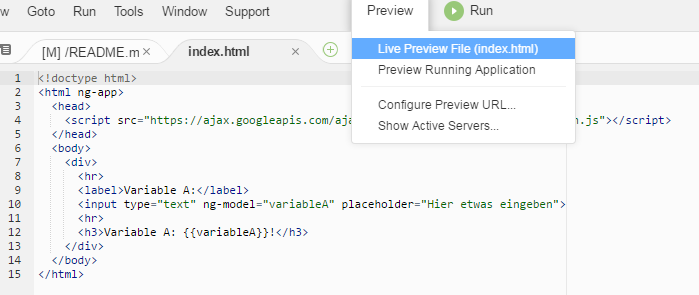 w Goto Run Tools Window Support Preview Run
[M] /README.m × index.html ×
Live Preview File (index.html)
Preview Running Application
Configure Preview URL...
Show Active Servers...
1 <!doctype html>
2 <html ng-app>
3 <head>
4 <script src="https://ajax.googleapis.com/aja n.js"></script>
5 </head>
6 <body>
7 <div>
8 <hr>
9 <label>Variable A:</label>
10 <input type="text" ng-model="variableA" placeholder="Hier etwas eingeben">
11 <hr>
12 <h3>Variable A: {{variableA}}!</h3>
13 </div>
14 </body>
15 </html>